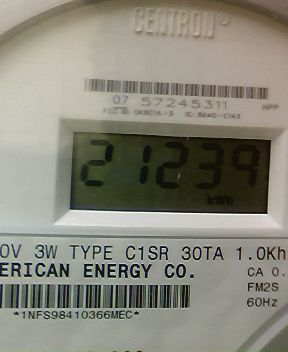 CENTRON
07 57245311
HPP
21239
kWh
0V 3W TYPE C1SR 30TA 1.0Kh
ERICAN ENERGY CO.
CA 0.
FM2S
60Hz
*1NFS98410366MEC*